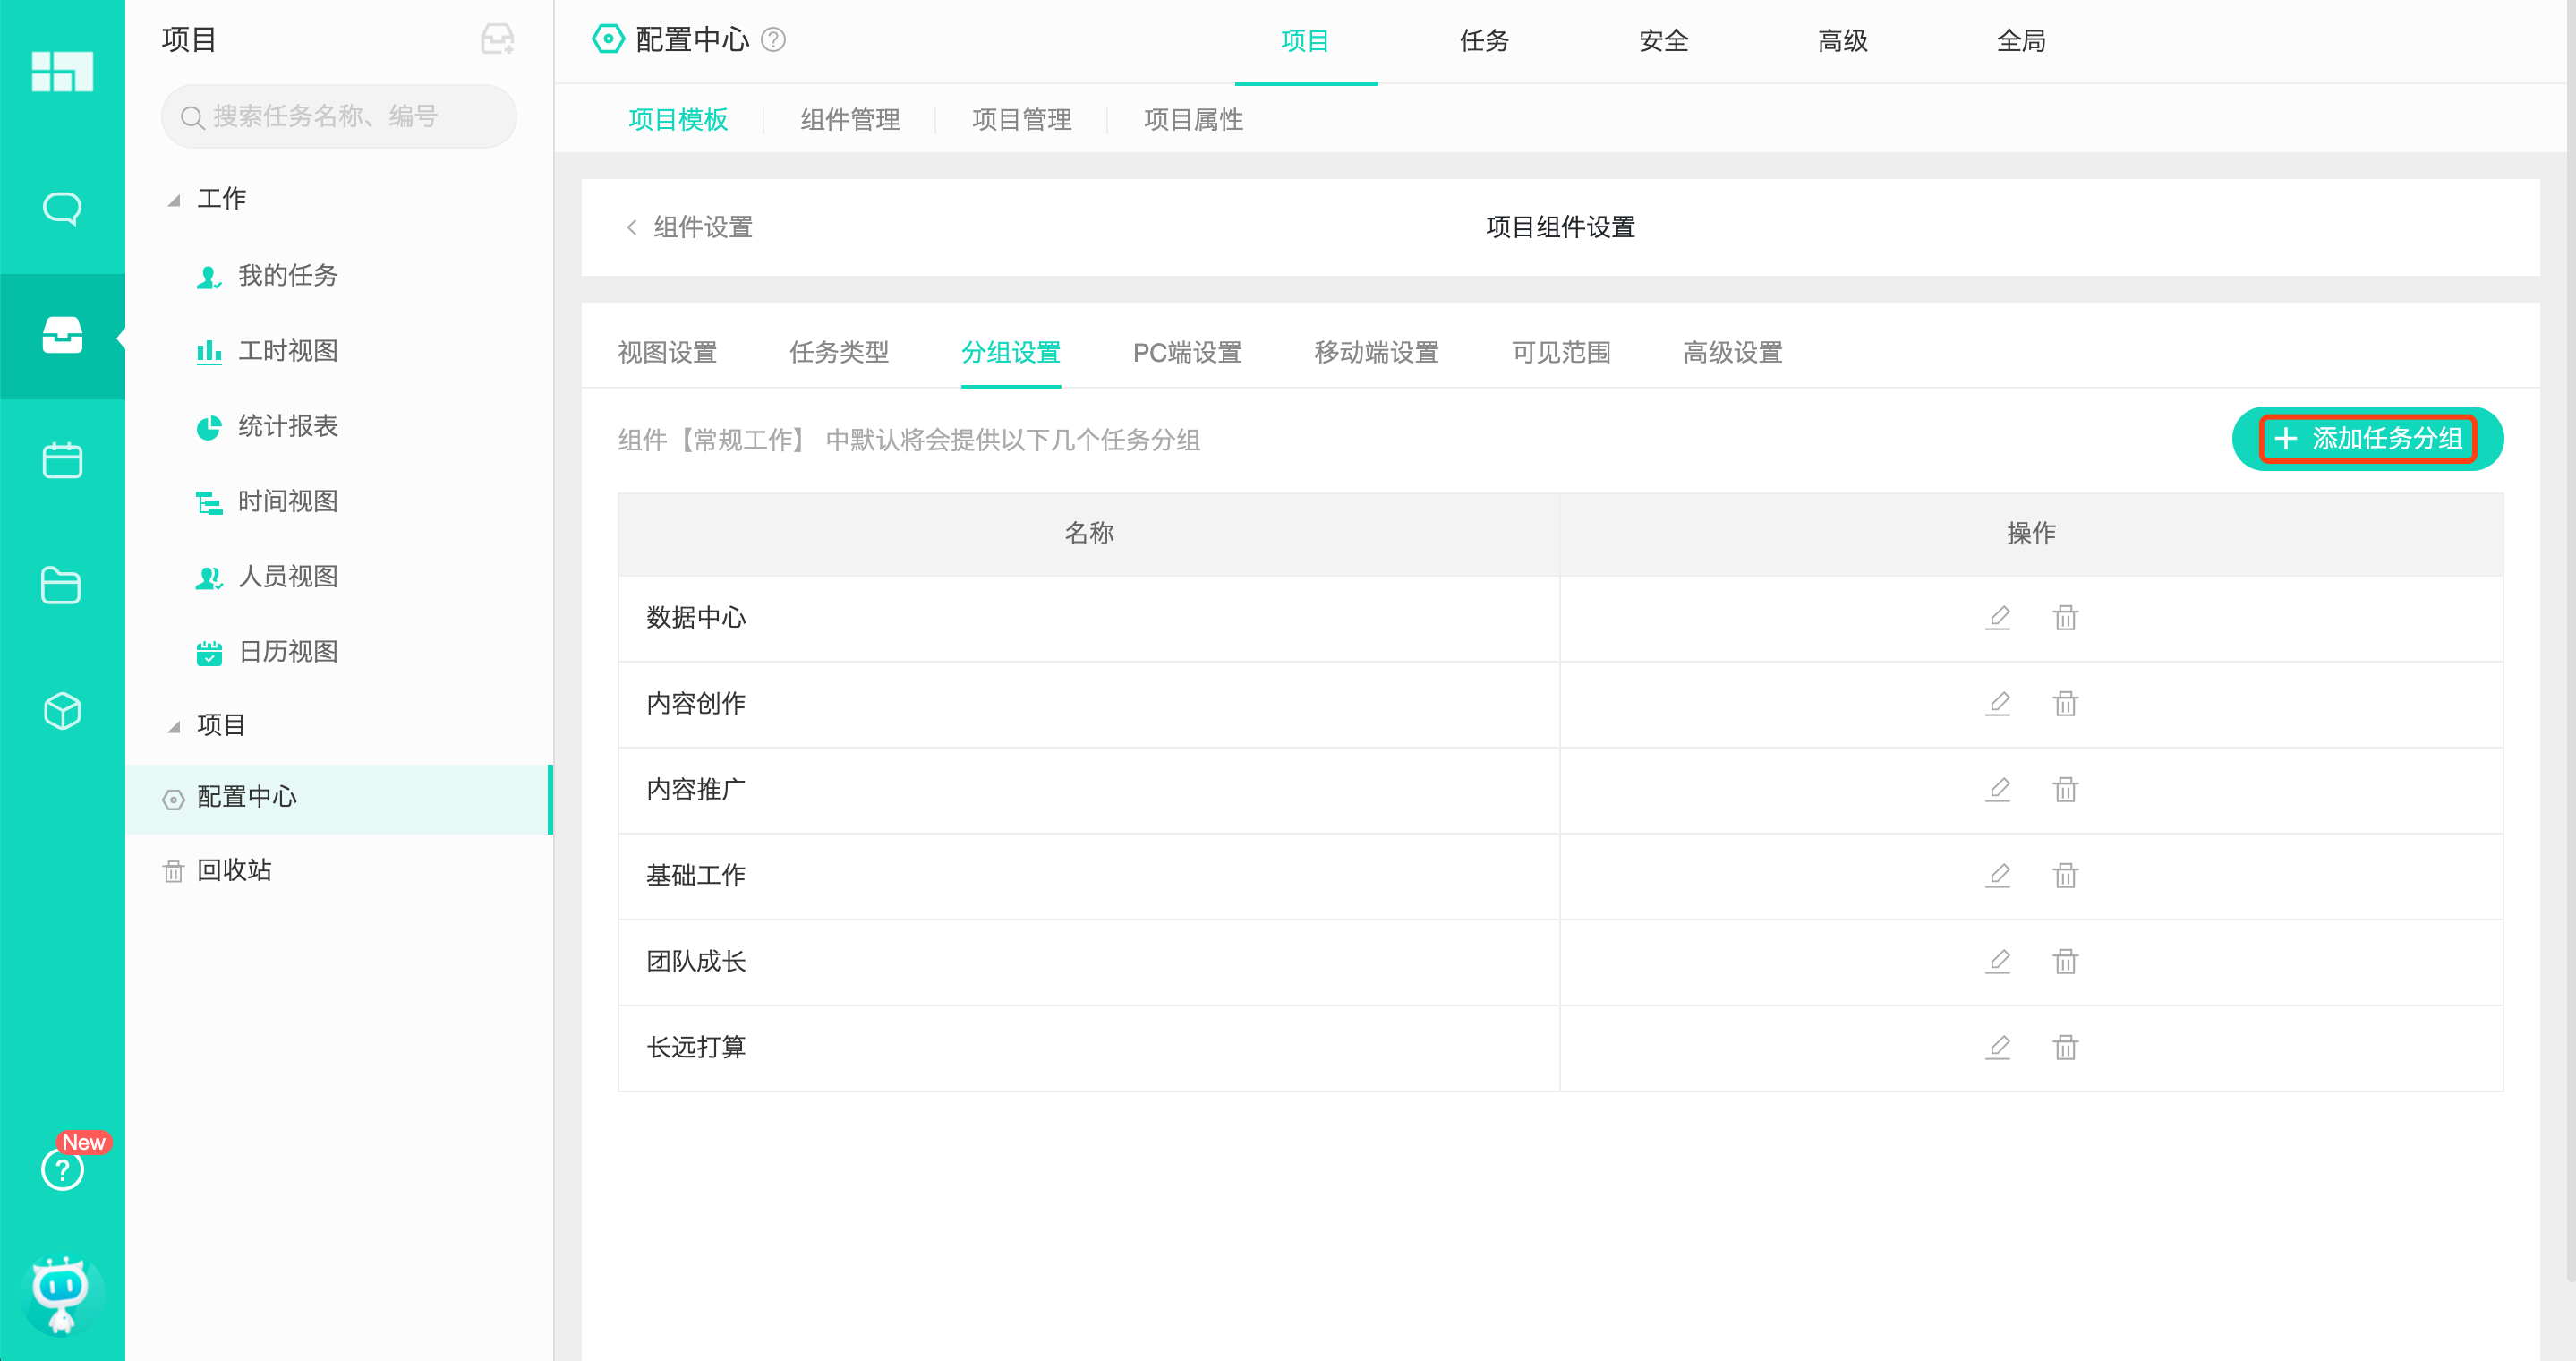 项目
搜索任务名称、编号
工作
我的任务
工时视图
统计报表
时间视图
人员视图
日历视图
项目
配置中心
回收站
New
配置中心
项目 任务 安全 高级 全局
项目模板 组件管理 项目管理 项目属性
组件设置 项目组件设置
视图设置 任务类型 分组设置 PC端设置 移动端设置 可见范围 高级设置
组件【常规工作】 中默认将会提供以下几个任务分组 添加任务分组
名称 操作
数据中心
内容创作
内容推广
基础工作
团队成长
长远打算